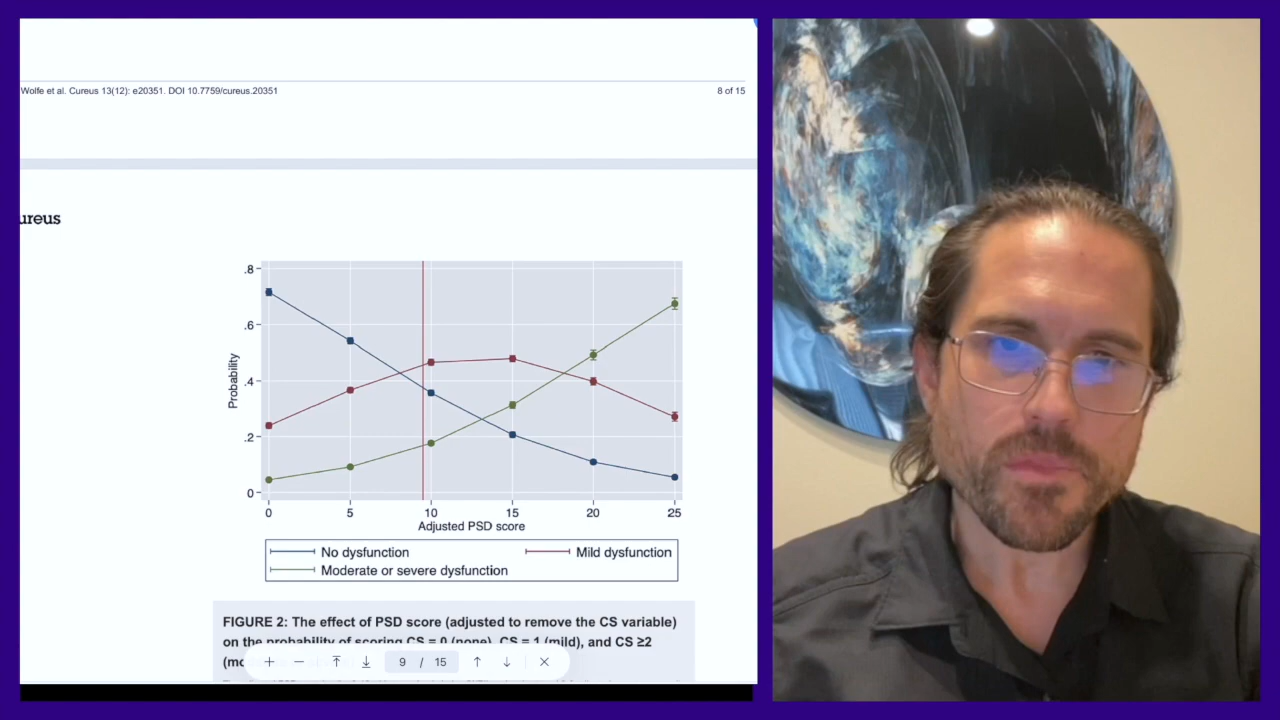 Wolfe et al. Cureus 13(12): e20351. DOI 10.7759/cureus.20351
8 of 15
ureus
.8
.6
.4
.2
0
Probability
0 5 10 15 20 25
Adjusted PSD score
No dysfunction
Mild dysfunction
Moderate or severe dysfunction
FIGURE 2: The effect of PSD score (adjusted to remove the CS variable)
on the probability of scoring CS = 0 (none), CS = 1 (mild), and CS ≥2
(mo
9 / 15